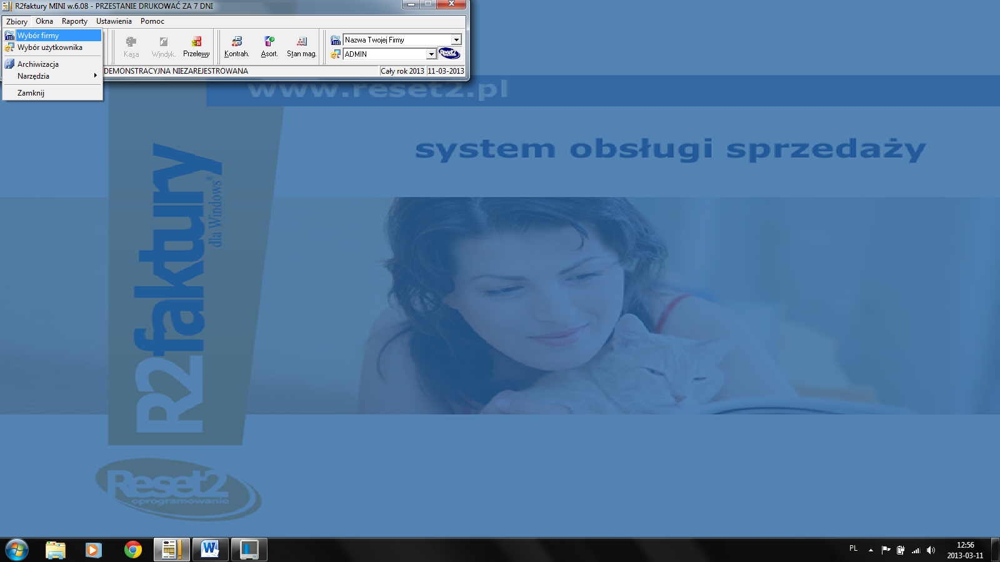 R2faktury MINI w.6.08 - PRZESTANIE DRUKOWAĆ ZA 7 DNI
Zbiory Okna Raporty Ustawienia Pomoc
Wybór firmy
Wybór użytkownika
Archiwizacja
Narzędzia
Zamknij
Kasa Windyk. Przelewy Kontrah. Asort. Stan mag.
Nazwa Twojej Firmy
ADMIN
Reset2
DEMONSTRACYJNA NIEZAREJESTROWANA Cały rok 2013 11-03-2013
www.reset2.pl
system obsługi sprzedaży
R2faktury
dla Windows®
Reset2
oprogramowanie
PL
12:56
2013-03-11